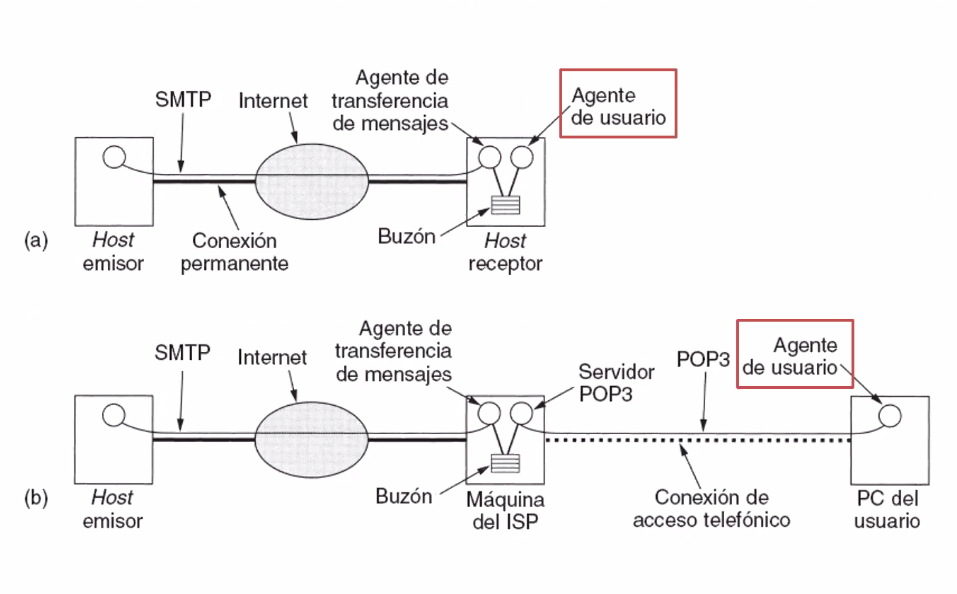 Agente de
transferencia
de mensajes
SMTP
Internet
Agente
de usuario
(a)
Host
emisor
Conexión
permanente
Buzón
Host
receptor
Agente de
transferencia
de mensajes
SMTP
Internet
Servidor
POP3
POP3
Agente
de usuario
(b)
Host
emisor
Buzón
Máquina
del ISP
Conexión de
acceso telefónico
PC del
usuario